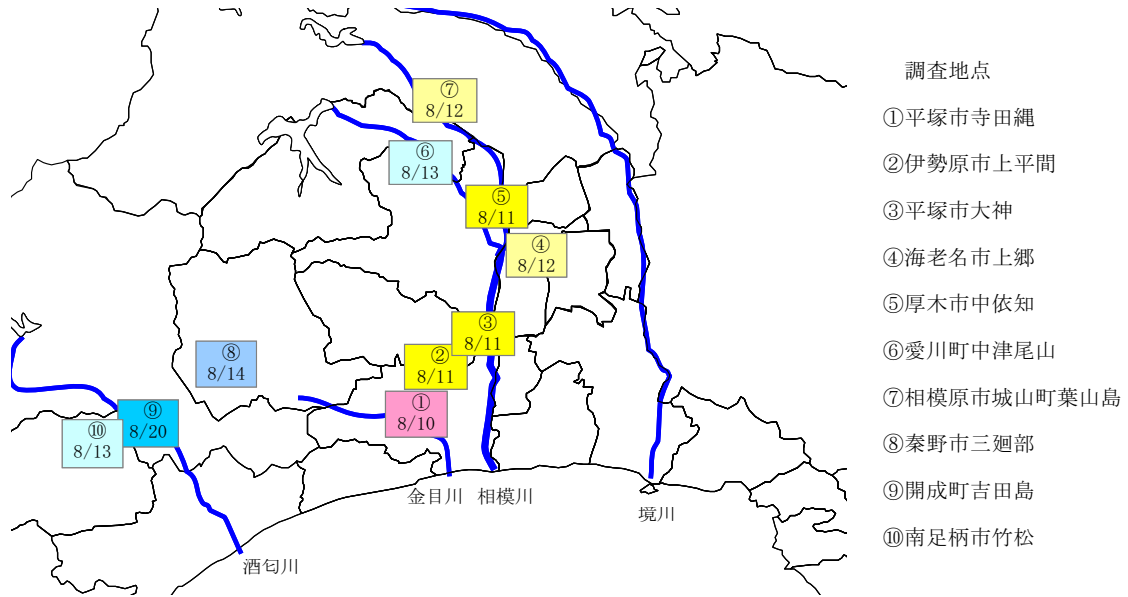 ⑦
8/12
⑥
8/13
⑤
8/11
④
8/12
③
8/11
②
8/11
⑧
8/14
①
8/10
⑨
8/20
⑩
8/13
金目川
相模川
境川
酒匂川
調査地点
①平塚市寺田縄
②伊勢原市上平間
③平塚市大神
④海老名市上郷
⑤厚木市中依知
⑥愛川町中津尾山
⑦相模原市城山町葉山島
⑧秦野市三廻部
⑨開成町吉田島
⑩南足柄市竹松